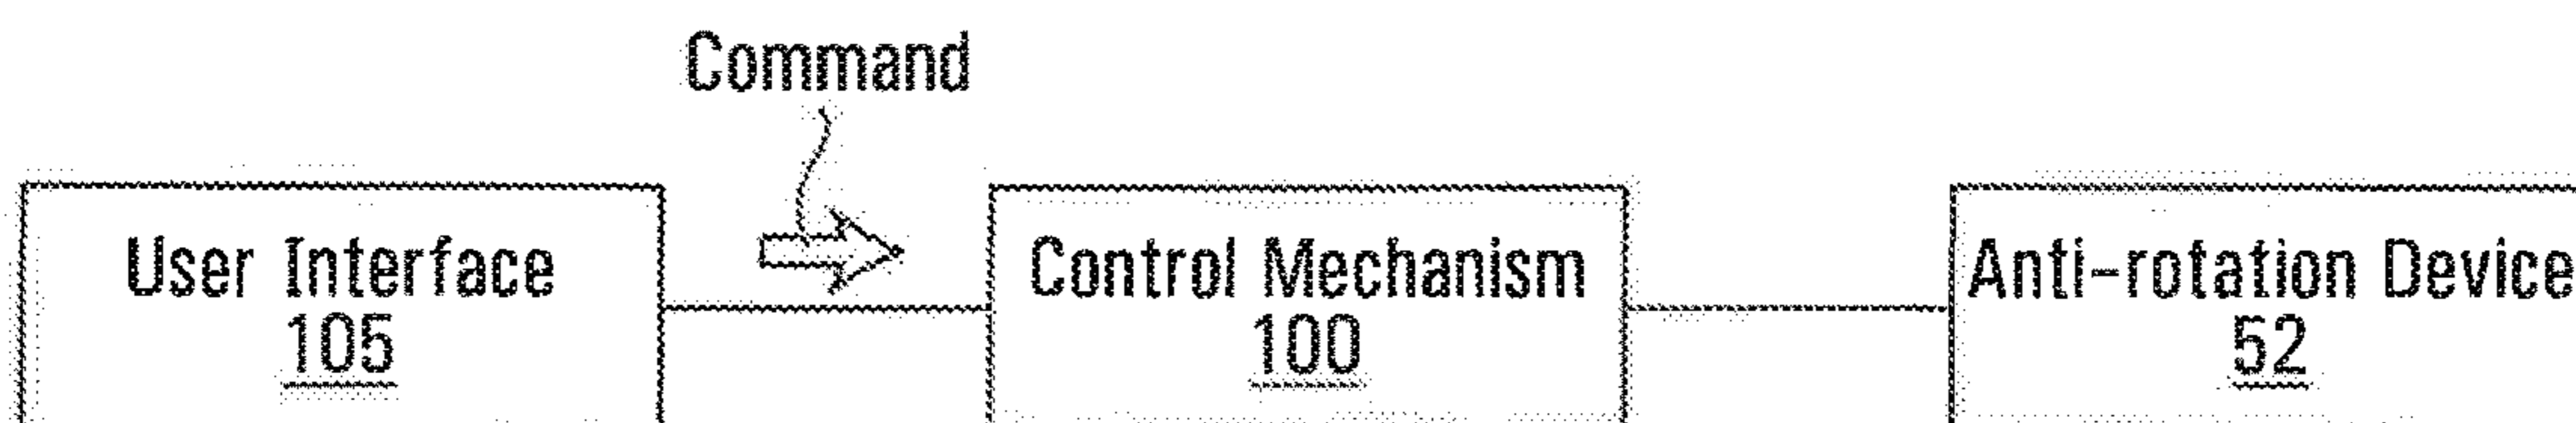 Command
User Interface
105
Control Mechanism
100
Anti-rotation Device
52